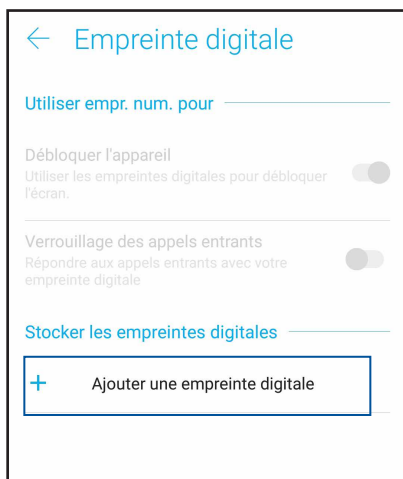 Empreinte digitale
Utiliser empr. num. pour
Débloquer l'appareil
Utiliser les empreintes digitales pour débloquer
l'écran.
Verrouillage des appels entrants
Répondre aux appels entrants avec votre
empreinte digitale
Stocker les empreintes digitales
+ Ajouter une empreinte digitale